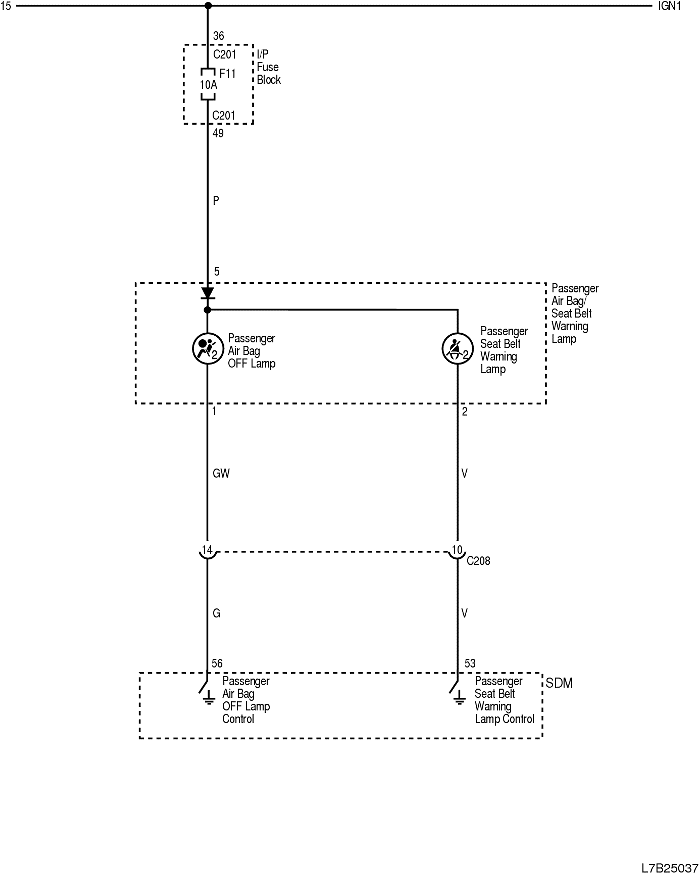 15
IGN1
36
C201
I/P
Fuse
Block
F11
10A
C201
49
P
5
Passenger
Air Bag/
Seat Belt
Warning
Lamp
2
Passenger
Air Bag
OFF Lamp
2
Passenger
Seat Belt
Warning
Lamp
1
2
GW
V
14
10
C208
G
V
56
53
Passenger
Air Bag
OFF Lamp
Control
Passenger
Seat Belt
Warning
Lamp Control
SDM
L7B25037